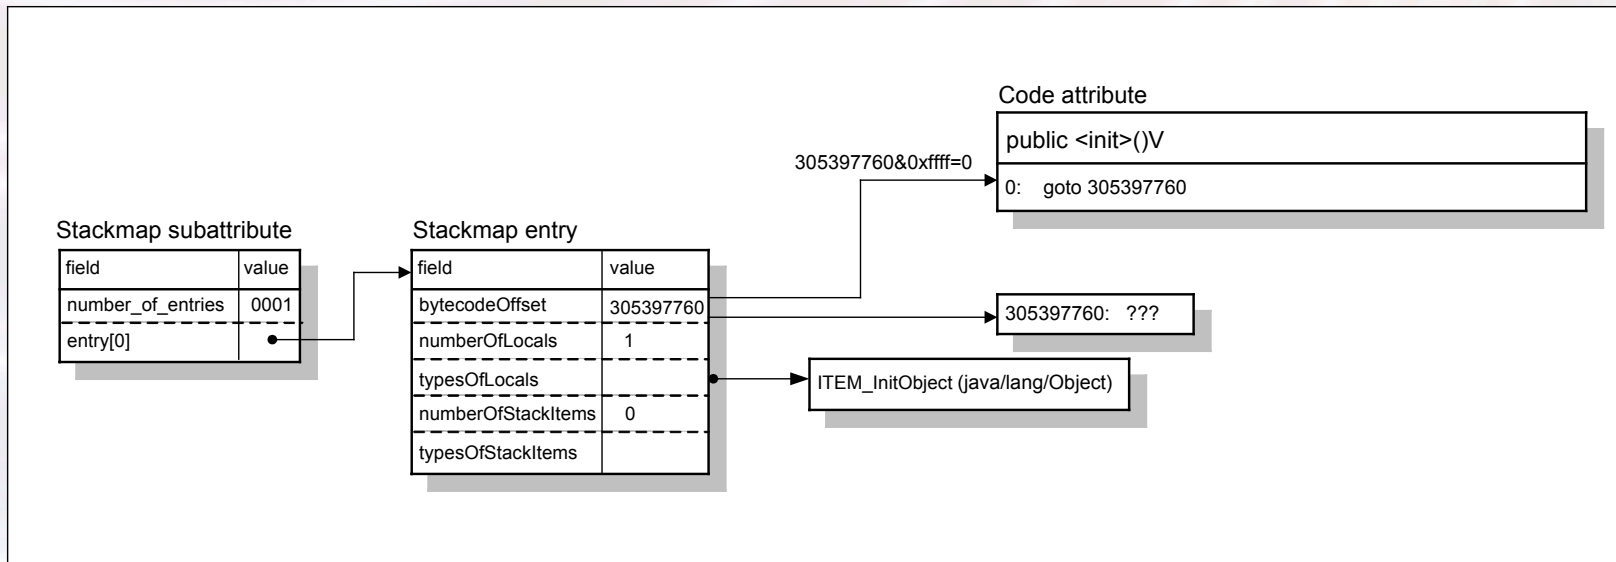 Code attribute
public <init>()V
305397760&0xffff=0
0: goto 305397760
Stackmap subattribute
field value
number_of_entries 0001
entry[0]
Stackmap entry
field value
bytecodeOffset 305397760
numberOfLocals 1
typesOfLocals
numberOfStackItems 0
typesOfStackItems
305397760: ???
ITEM_InitObject (java/lang/Object)